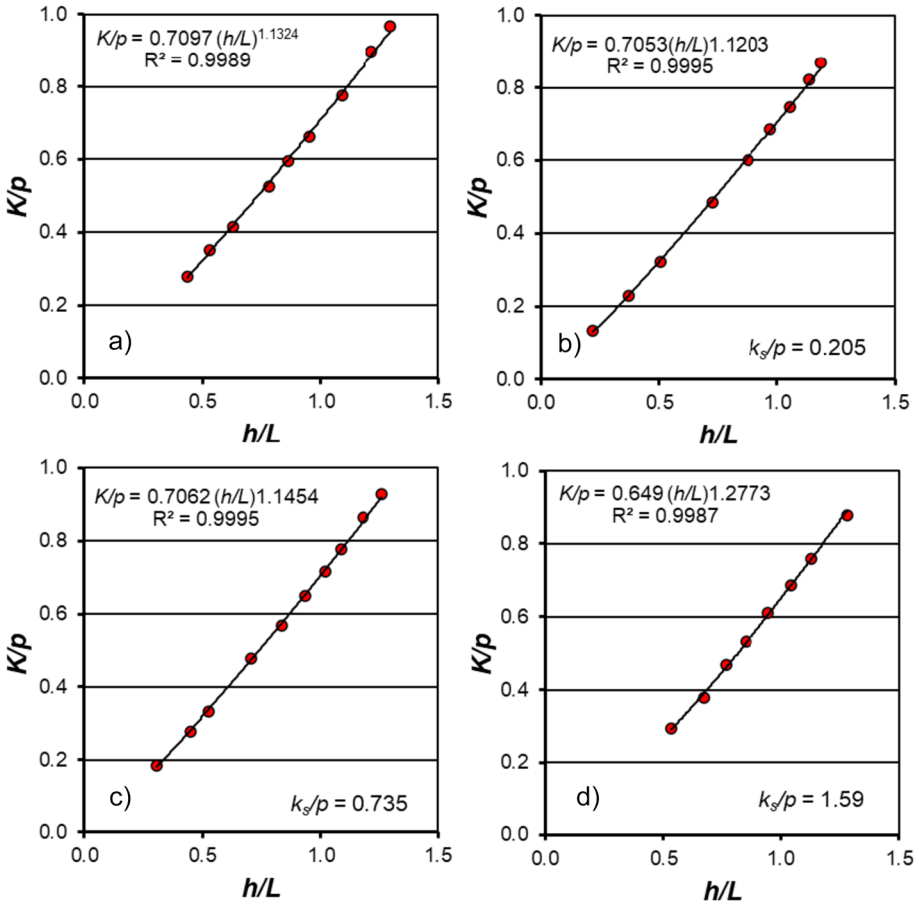 1.0
K/p = 0.7097 (h/L)^1.1324
R² = 0.9989
0.8
0.6
K/p
0.4
0.2
a)
0.0
0.0 0.5 1.0 1.5
h/L
1.0
K/p = 0.7053(h/L)1.1203
R² = 0.9995
0.8
0.6
K/p
0.4
0.2
b)
kₛ/p = 0.205
0.0
0.0 0.5 1.0 1.5
h/L
1.0
K/p = 0.7062 (h/L)1.1454
R² = 0.9995
0.8
0.6
K/p
0.4
0.2
c)
kₛ/p = 0.735
0.0
0.0 0.5 1.0 1.5
h/L
1.0
K/p = 0.649 (h/L)1.2773
R² = 0.9987
0.8
0.6
K/p
0.4
0.2
d)
kₛ/p = 1.59
0.0
0.0 0.5 1.0 1.5
h/L